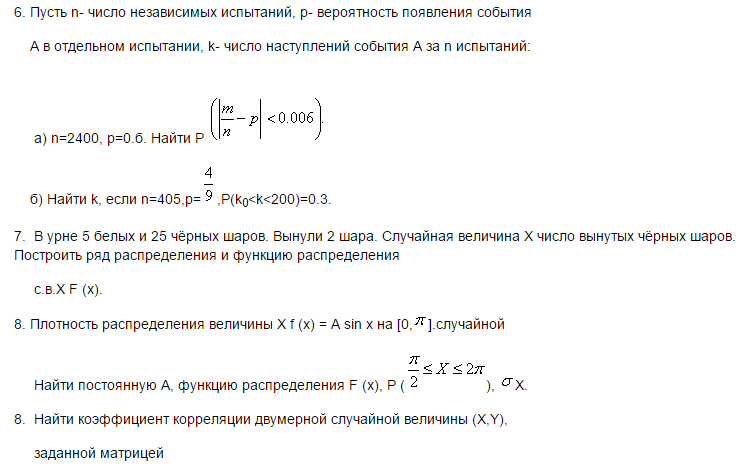 6. Пусть n- число независимых испытаний, p- вероятность появления события
А в отдельном испытании, k- число наступлений события А за n испытаний:
а) n=2400, p=0.б. Найти P (|m/n − p| < 0.006).
б) Найти k, если n=405,p= 4/9 ,P(k₀<k<200)=0.3.
7. В урне 5 белых и 25 чёрных шаров. Вынули 2 шара. Случайная величина X число вынутых чёрных шаров.
Построить ряд распределения и функцию распределения
с.в.X F (x).
8. Плотность распределения величины X f (x) = A sin x на [0, π ].случайной
Найти постоянную А, функцию распределения F (x), P ( π/2 ≤ X ≤ 2π ), σ X.
8. Найти коэффициент корреляции двумерной случайной величины (X,Y),
заданной матрицей